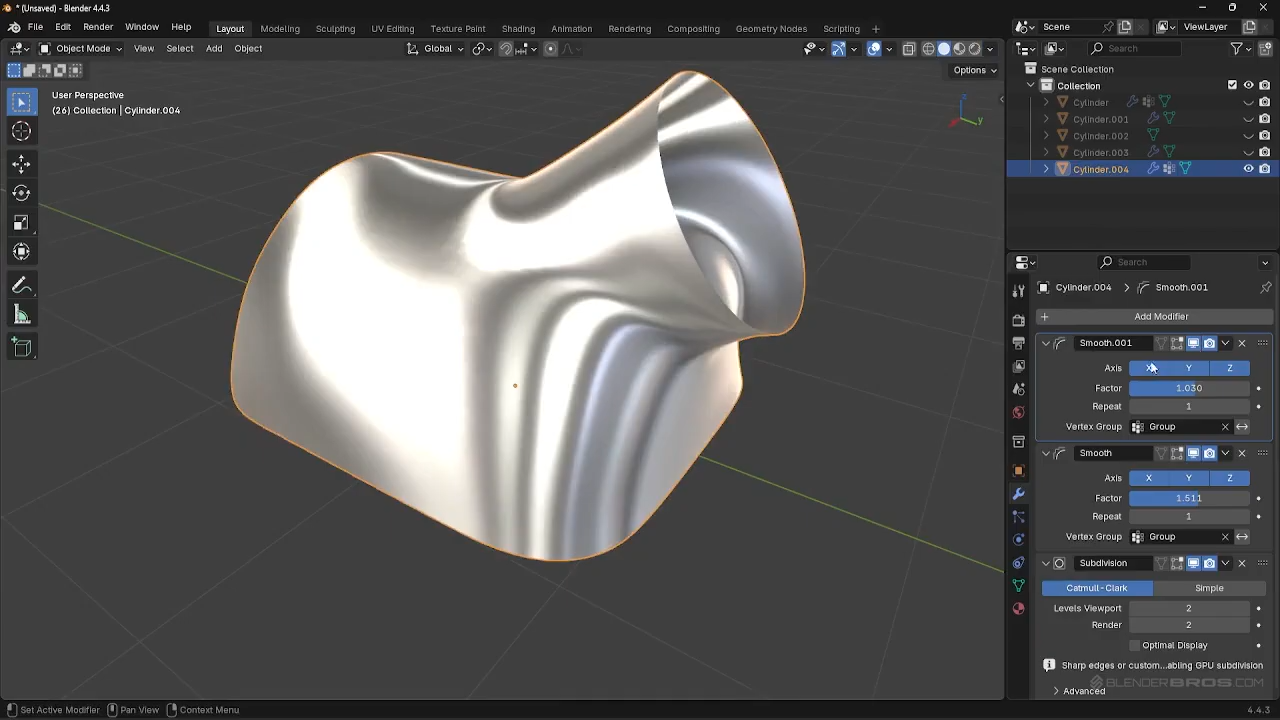 * (Unsaved) - Blender 4.4.3
File Edit Render Window Help Layout Modeling Sculpting UV Editing Texture Paint Shading Animation Rendering Compositing Geometry Nodes Scripting + Scene ViewLayer
Object Mode View Select Add Object Global Search
Options
User Perspective
(26) Collection | Cylinder.004
Scene Collection
Collection
Cylinder
Cylinder.001
Cylinder.002
Cylinder.003
Cylinder.004
z
y
Search
Cylinder.004 > Smooth.001
+ Add Modifier
Smooth.001
Axis X Y Z
Factor 1.030
Repeat 1
Vertex Group Group
Smooth
Axis X Y Z
Factor 1.511
Repeat 1
Vertex Group Group
Subdivision
Catmull-Clark Simple
Levels Viewport 2
Render 2
Optimal Display
Sharp edges or custom...abling GPU subdivision
BLENDERBROS.COM
Advanced
Set Active Modifier Pan View Context Menu 4.4.3